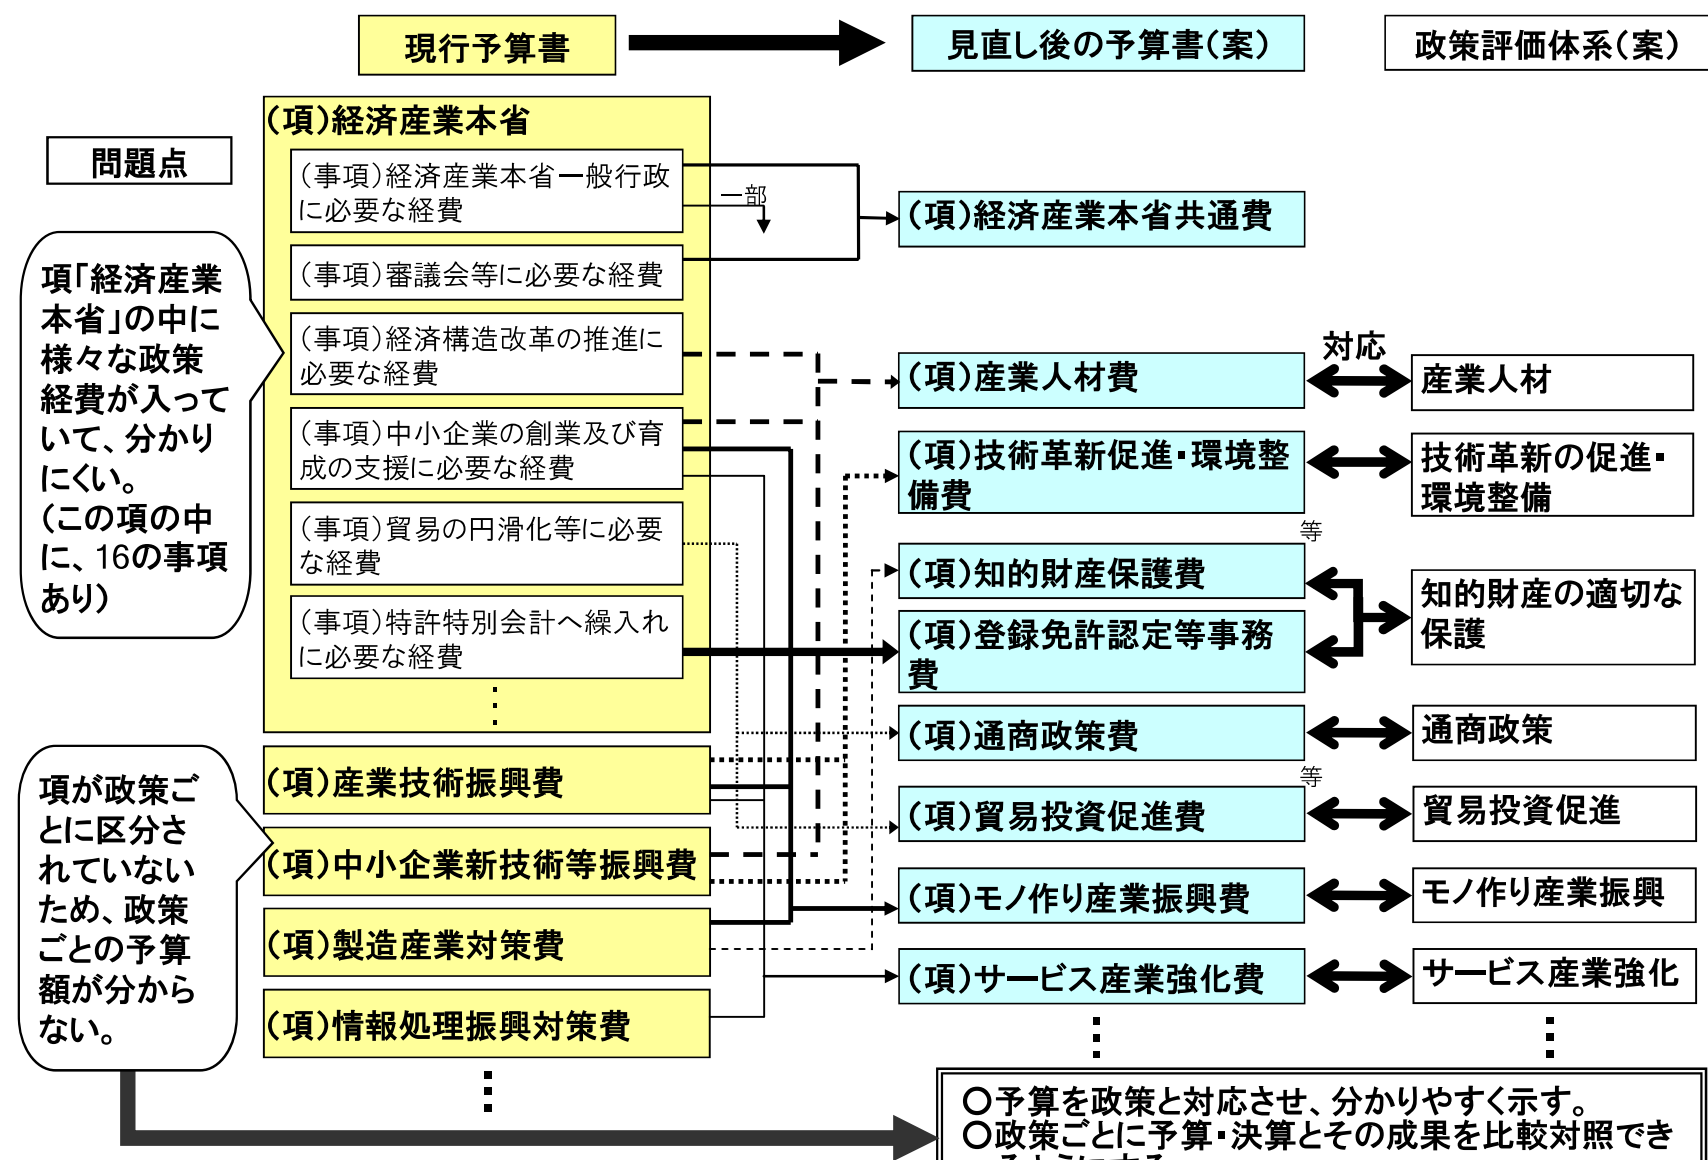 現行予算書
見直し後の予算書(案)
政策評価体系(案)
問題点
(項)経済産業本省
(事項)経済産業本省一般行政
に必要な経費
一部
(事項)審議会等に必要な経費
(事項)経済構造改革の推進に
必要な経費
(事項)中小企業の創業及び育
成の支援に必要な経費
(事項)貿易の円滑化等に必要
な経費
(事項)特許特別会計へ繰入れ
に必要な経費
項「経済産業
本省」の中に
様々な政策
経費が入って
いて、分かり
にくい。
(この項の中
に、16の事項
あり)
項が政策ご
とに区分さ
れていない
ため、政策
ごとの予算
額が分から
ない。
(項)産業技術振興費
(項)中小企業新技術等振興費
(項)製造産業対策費
(項)情報処理振興対策費
(項)経済産業本省共通費
(項)産業人材費
(項)技術革新促進・環境整
備費
等
(項)知的財産保護費
(項)登録免許認定等事務
費
(項)通商政策費
等
(項)貿易投資促進費
(項)モノ作り産業振興費
(項)サービス産業強化費
対応
産業人材
技術革新の促進・
環境整備
知的財産の適切な
保護
通商政策
貿易投資促進
モノ作り産業振興
サービス産業強化
○予算を政策と対応させ、分かりやすく示す。
○政策ごとに予算・決算とその成果を比較対照でき